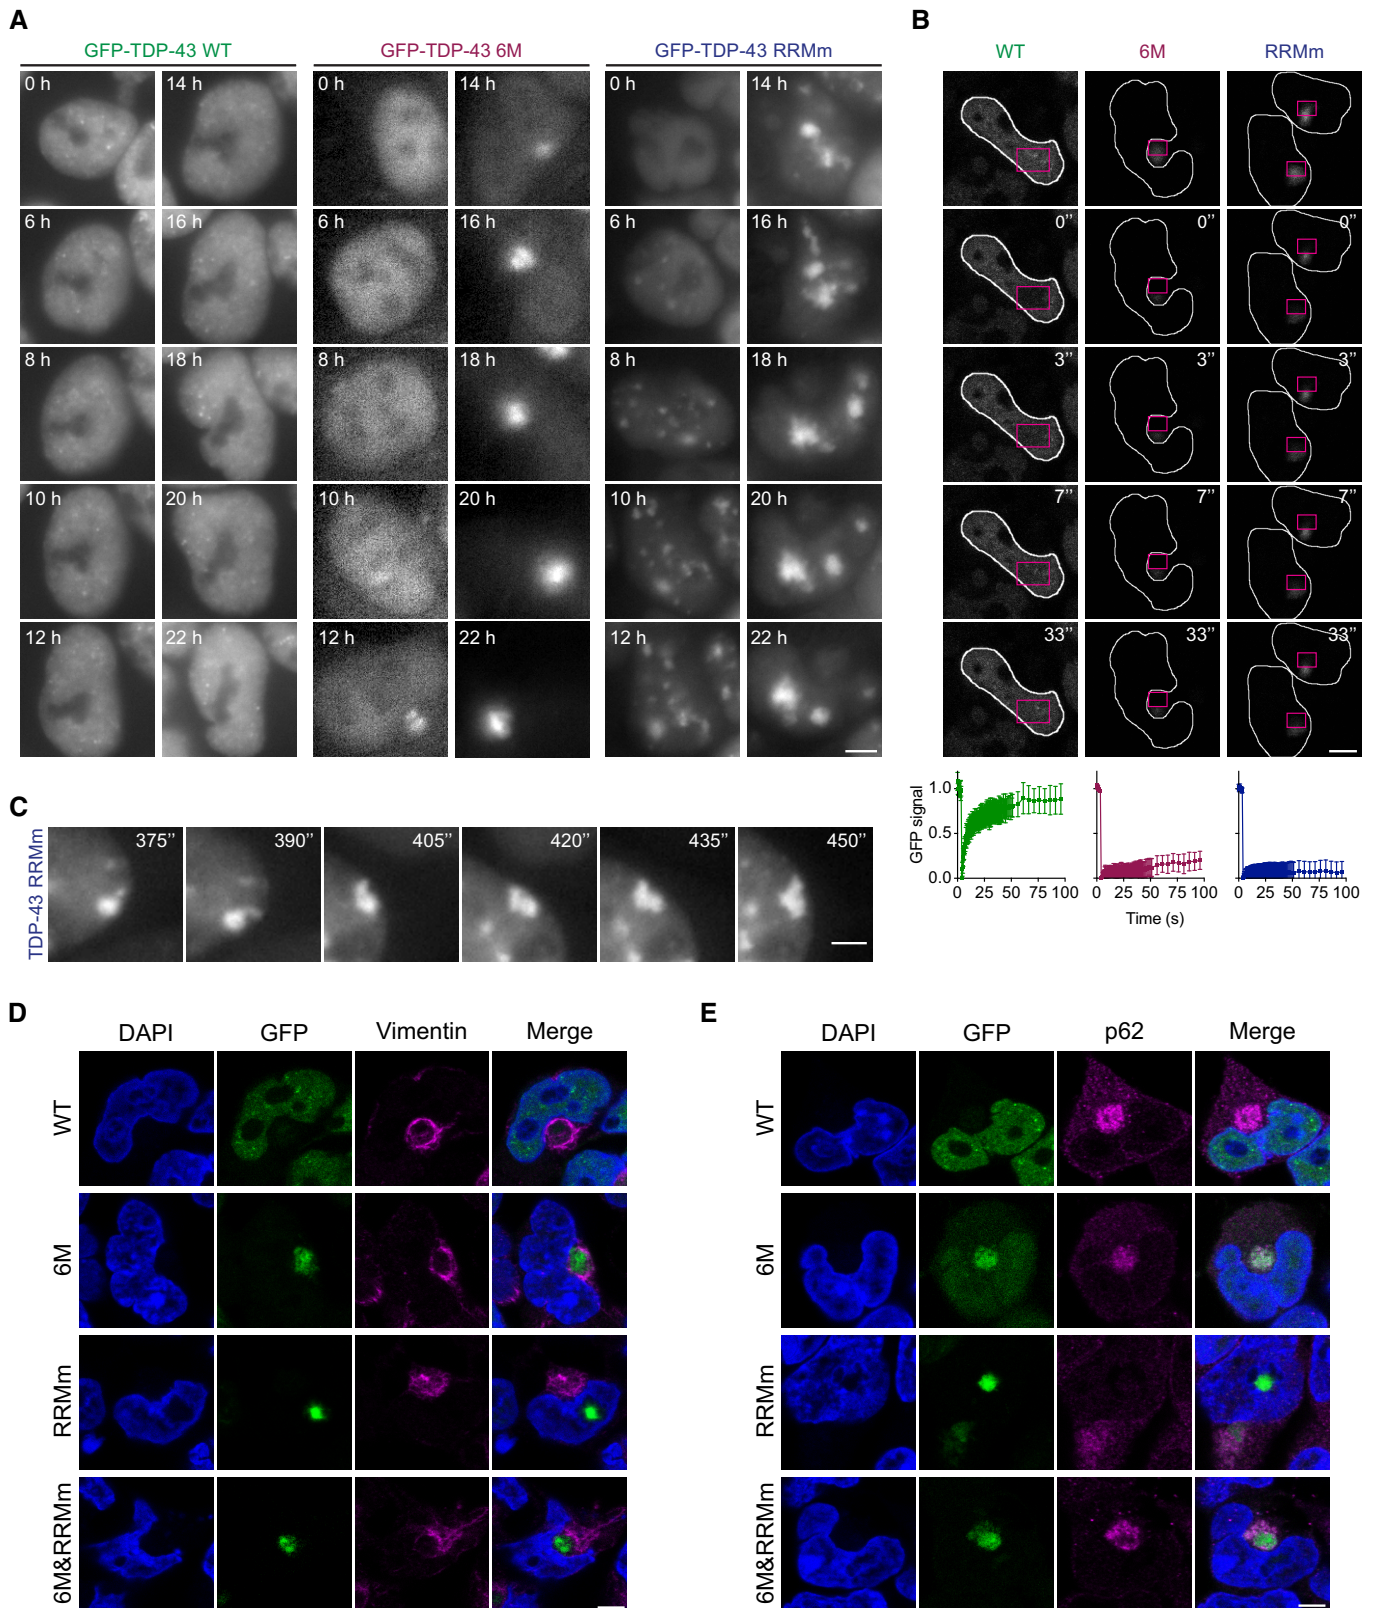 A
GFP-TDP-43 WT
GFP-TDP-43 6M
GFP-TDP-43 RRMm
0 h
14 h
0 h
14 h
0 h
14 h
6 h
16 h
6 h
16 h
6 h
16 h
8 h
18 h
8 h
18 h
8 h
18 h
10 h
20 h
10 h
20 h
10 h
20 h
12 h
22 h
12 h
22 h
12 h
22 h
B
WT
6M
RRMm
0’’
0’’
0’’
3’’
3’’
3’’
7’’
7’’
7’’
33’’
33’’
33’’
GFP signal
1.0
0.5
0.0
0 25 50 75 100
0 25 50 75 100
0 25 50 75 100
Time (s)
C
TDP-43 RRMm
375’’
390’’
405’’
420’’
435’’
450’’
D
DAPI
GFP
Vimentin
Merge
WT
6M
RRMm
6M&RRMm
E
DAPI
GFP
p62
Merge
WT
6M
RRMm
6M&RRMm